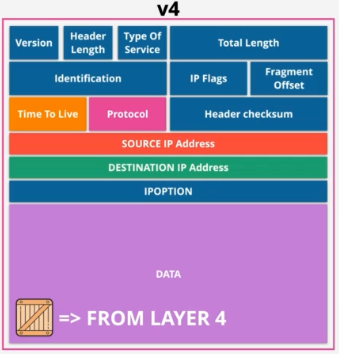 v4
Version Header Length Type Of Service Total Length
Identification IP Flags Fragment Offset
Time To Live Protocol Header checksum
SOURCE IP Address
DESTINATION IP Address
IPOPTION
DATA
=> FROM LAYER 4